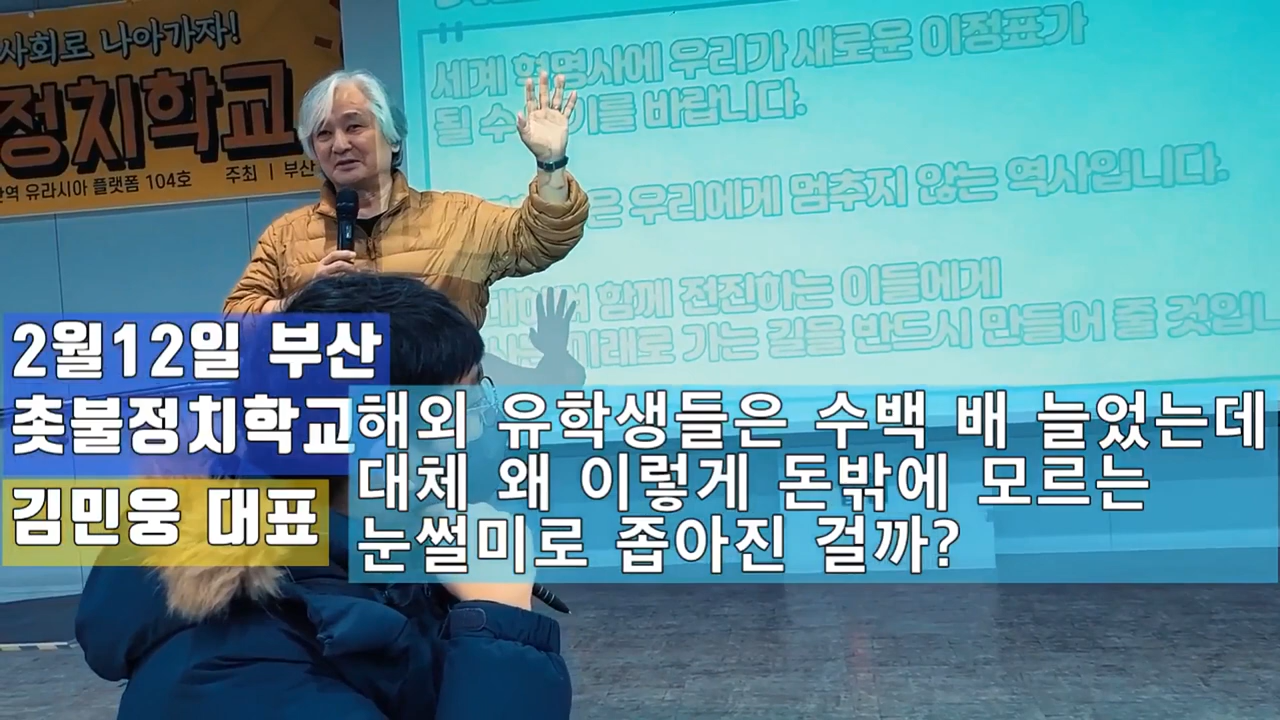 사회로 나아가자!
정치학교
유라시아 플랫폼 104호 주최 | 부산
세계 혁명사에 우리가 새로운 이정표가
될 수 이를 바랍니다.
은 우리에게 멈추지 않는 역사입니다.
함께 전진하는 이들에게
미래로 가는 길을 반드시 만들어 줄 것입니
2월12일 부산
촛불정치학교
김민웅 대표
해외 유학생들은 수백 배 늘었는데
대체 왜 이렇게 돈밖에 모르는
눈썰미로 좁아진 걸까?